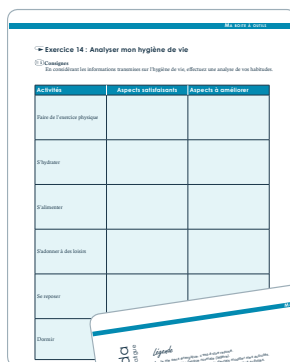 MA BOÎTE À OUTILS
Exercice 14 : Analyser mon hygiène de vie
Consignes
En considérant les informations transmises sur l'hygiène de vie, effectuez une analyse de vos habitudes.
Activités Aspects satisfaisants Aspects à améliorer
Faire de l'exercice physique
S'hydrater
S'alimenter
S'adonner à des loisirs
Se reposer
Dormir
Légende